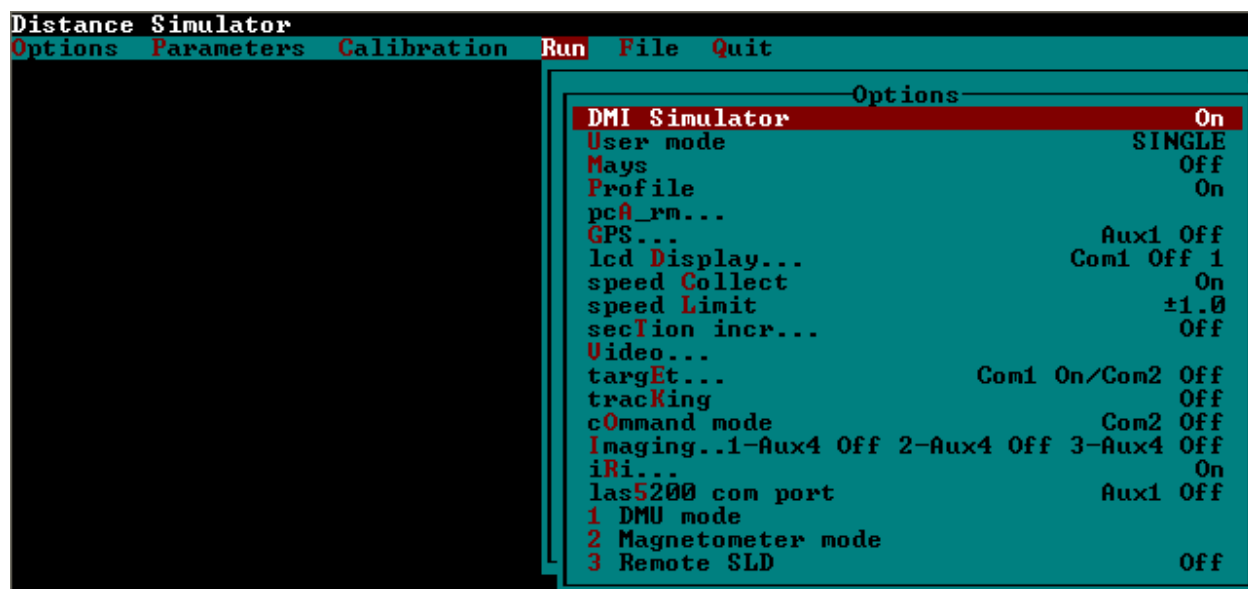 Distance Simulator
Options Parameters Calibration Run File Quit
Options
DMI Simulator On
User mode SINGLE
Mays Off
Profile On
pcA_rm...
GPS... Aux1 Off
lcd Display... Com1 Off 1
speed Collect On
speed Limit ±1.0
secTion incr... Off
Video...
targEt... Com1 On/Com2 Off
tracKing Off
cOmmand mode Com2 Off
Imaging..1-Aux4 Off 2-Aux4 Off 3-Aux4 Off
iRi... On
las5200 com port Aux1 Off
1 DMU mode
2 Magnetometer mode
3 Remote SLD Off